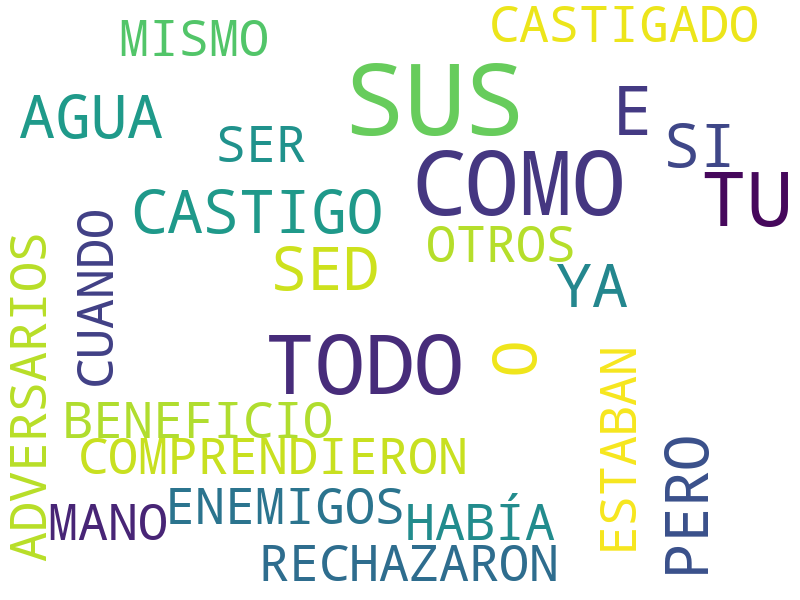 MISMO
CASTIGADO
SUS
AGUA
E
SER
SI
COMO
TU
CASTIGO
OTROS
CUANDO
SED
YA
ADVERSARIOS
TODO
O
ESTABAN
BENEFICIO
COMPRENDIERON
PERO
ENEMIGOS
MANO
HABÍA
RECHAZARON